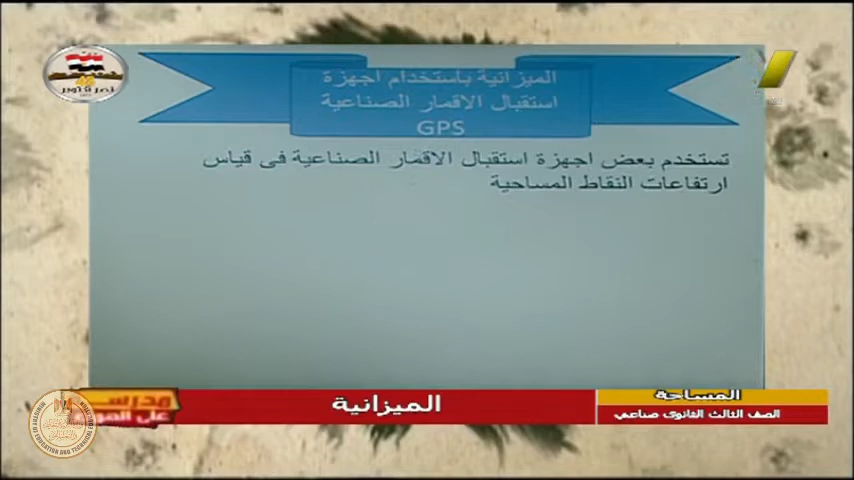 الميزانية باستخدام اجهزة
استقبال الاقمار الصناعية
GPS
تستخدم بعض اجهزة استقبال الاقمار الصناعية فى قياس
ارتفاعات النقاط المساحية
مدرستـ
على الهوا
الميزانية
المساحة
الصف الثالث الثانوى صناعي